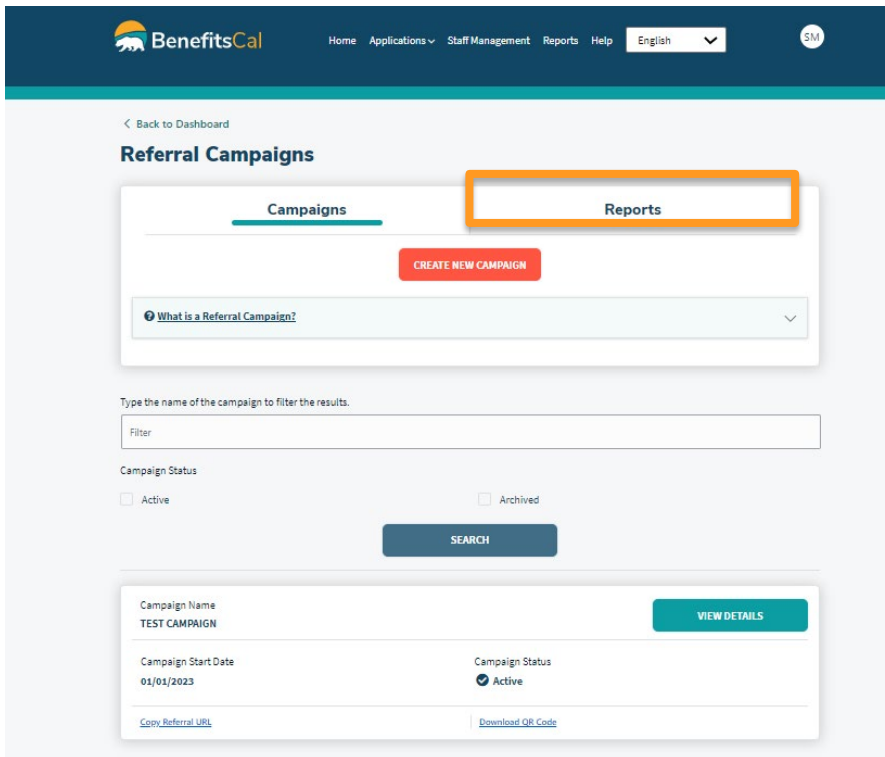 BenefitsCal
Home Applications Staff Management Reports Help English SM
Back to Dashboard
Referral Campaigns
Campaigns Reports
CREATE NEW CAMPAIGN
What is a Referral Campaign?
Type the name of the campaign to filter the results.
Filter
Campaign Status
Active Archived
SEARCH
Campaign Name
TEST CAMPAIGN
VIEW DETAILS
Campaign Start Date Campaign Status
01/01/2023 Active
Copy Referral URL Download QR Code